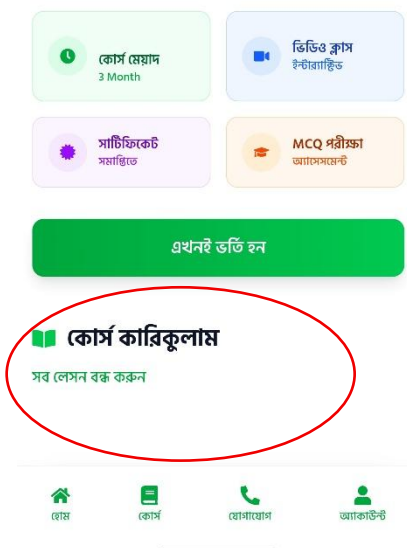 কোর্স মেয়াদ
3 Month
ভিডিও ক্লাস
ইন্টার‍্যাক্টিভ
সার্টিফিকেট
সমাপ্তিতে
MCQ পরীক্ষা
অ্যাসেসমেন্ট
এখনই ভর্তি হন
কোর্স কারিকুলাম
সব লেসন বন্ধ করুন
হোম
কোর্স
যোগাযোগ
অ্যাকাউন্ট